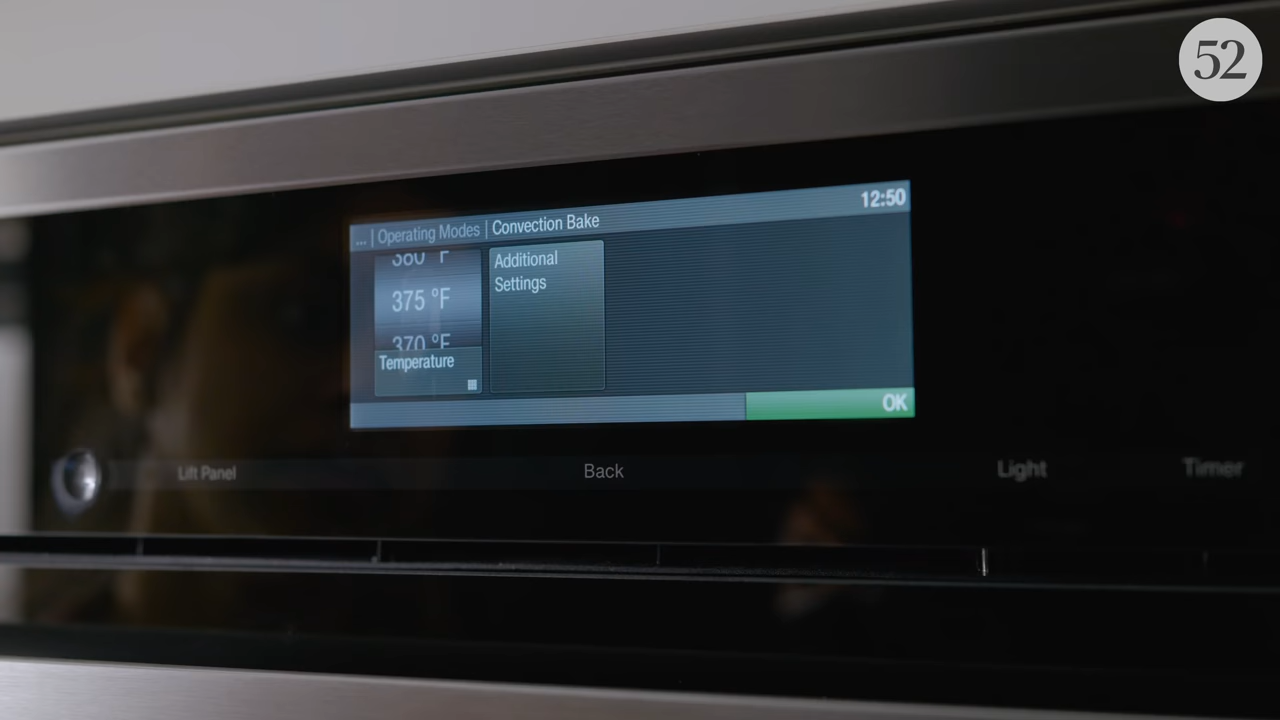 52
12:50
... | Operating Modes | Convection Bake
380 °F
Additional
Settings
375 °F
370 °F
Temperature
OK
Lift Panel
Back
Light
Timer